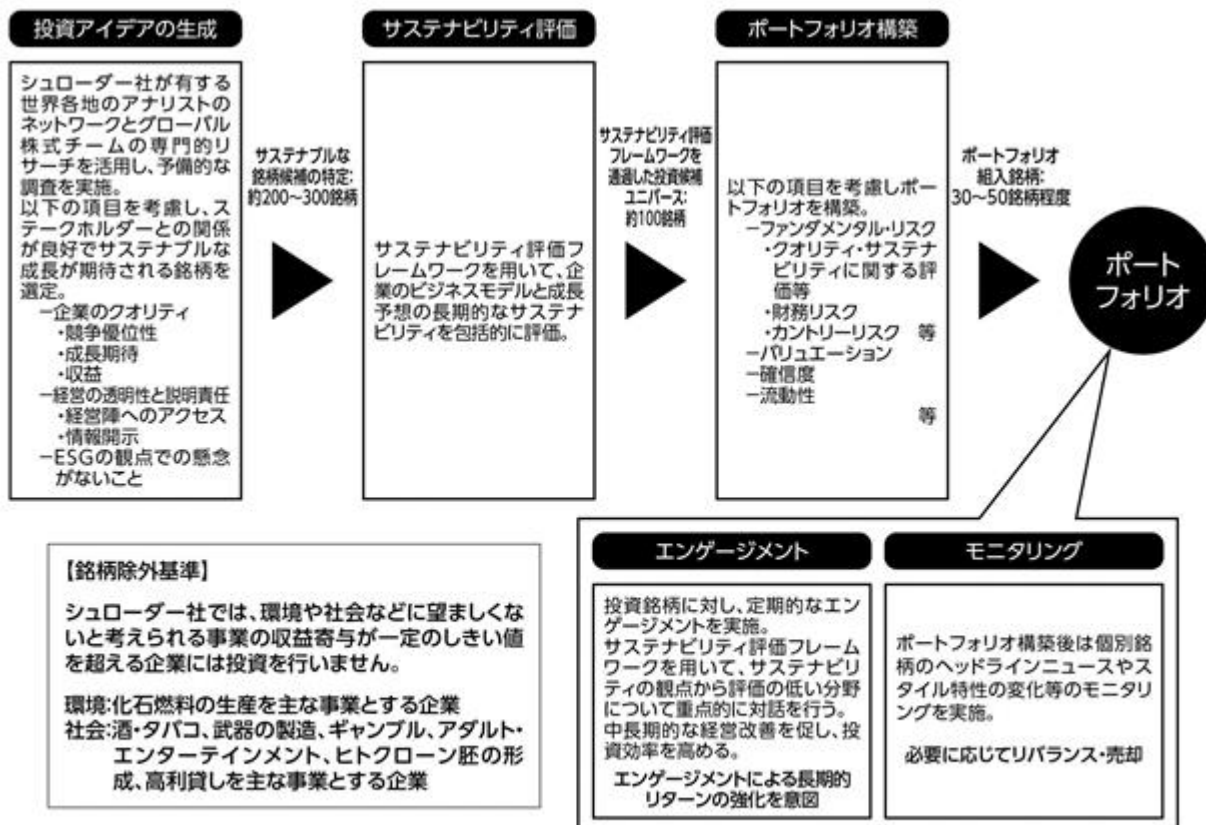 投資アイデアの生成
シュローダー社が有する
世界各地のアナリストの
ネットワークとグローバル
株式チームの専門的リ
サーチを活用し、予備的な
調査を実施。
以下の項目を考慮し、ス
テークホルダーとの関係
が良好でサステナブルな
成長が期待される銘柄を
選定。
−企業のクオリティ
・競争優位性
・成長期待
・収益
−経営の透明性と説明責任
・経営陣へのアクセス
・情報開示
−ESGの観点での懸念
がないこと
サステナブルな
銘柄候補の特定:
約200〜300銘柄
サステナビリティ評価
サステナビリティ評価フ
レームワークを用いて、企
業のビジネスモデルと成長
予想の長期的なサステナ
ビリティを包括的に評価。
サステナビリティ評価
フレームワークを
通過した投資候補
ユニバース:
約100銘柄
ポートフォリオ構築
以下の項目を考慮しポー
トフォリオを構築。
−ファンダメンタル・リスク
・クオリティ・サステナ
ビリティに関する評
価等
・財務リスク
・カントリーリスク 等
−バリュエーション
−確信度
−流動性
等
ポートフォリオ
組入銘柄:
30〜50銘柄程度
ポート
フォリオ
【銘柄除外基準】
シュローダー社では、環境や社会などに望ましくな
いと考えられる事業の収益寄与が一定のしきい値
を超える企業には投資を行いません。
環境:化石燃料の生産を主な事業とする企業
社会:酒・タバコ、武器の製造、ギャンブル、アダルト・
エンターテインメント、ヒトクローン胚の形
成、高利貸しを主な事業とする企業
エンゲージメント
投資銘柄に対し、定期的なエン
ゲージメントを実施。
サステナビリティ評価フレーム
ワークを用いて、サステナビリ
ティの観点から評価の低い分野
について重点的に対話を行う。
中長期的な経営改善を促し、投
資効率を高める。
エンゲージメントによる長期的
リターンの強化を意図
モニタリング
ポートフォリオ構築後は個別銘
柄のヘッドラインニュースやス
タイル特性の変化等のモニタリ
ングを実施。
必要に応じてリバランス・売却